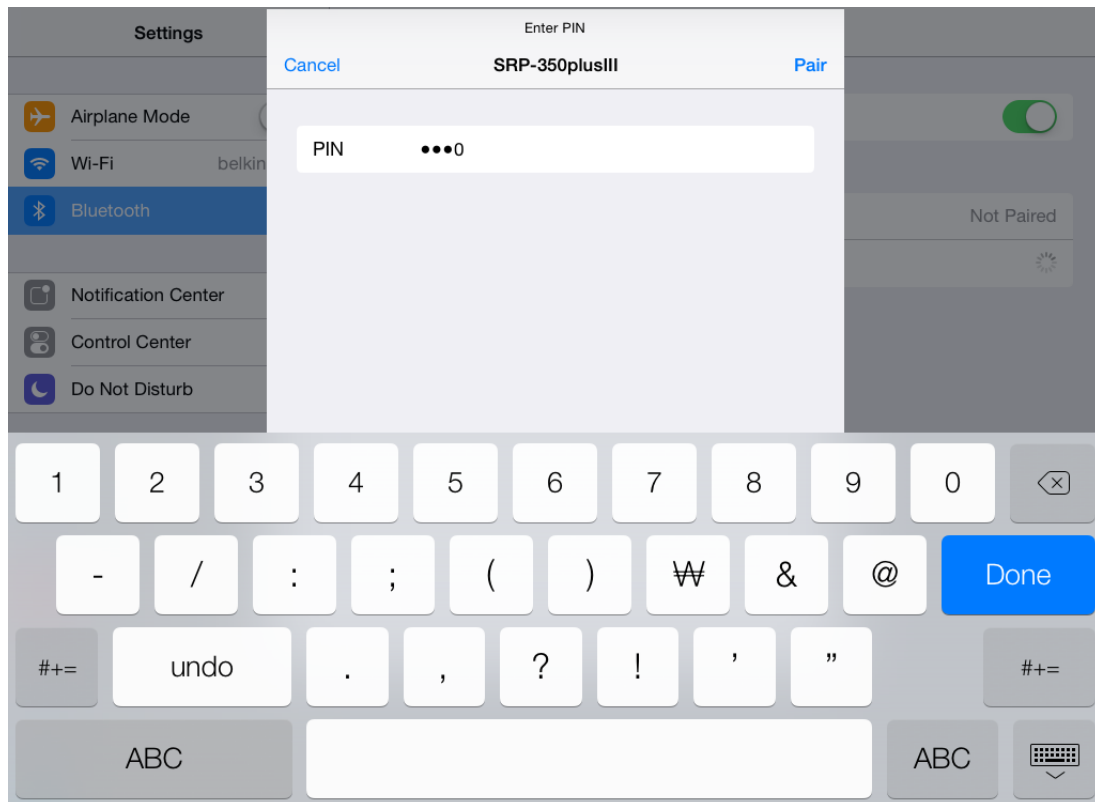 Settings
Enter PIN
Cancel SRP-350plusIII Pair
Airplane Mode
PIN •••0
Wi-Fi belkin
Bluetooth
Not Paired
Notification Center
Control Center
Do Not Disturb
1 2 3 4 5 6 7 8 9 0
- / : ; ( ) ₩ & @ Done
#+= undo . , ? ! ’ ” #+=
ABC ABC